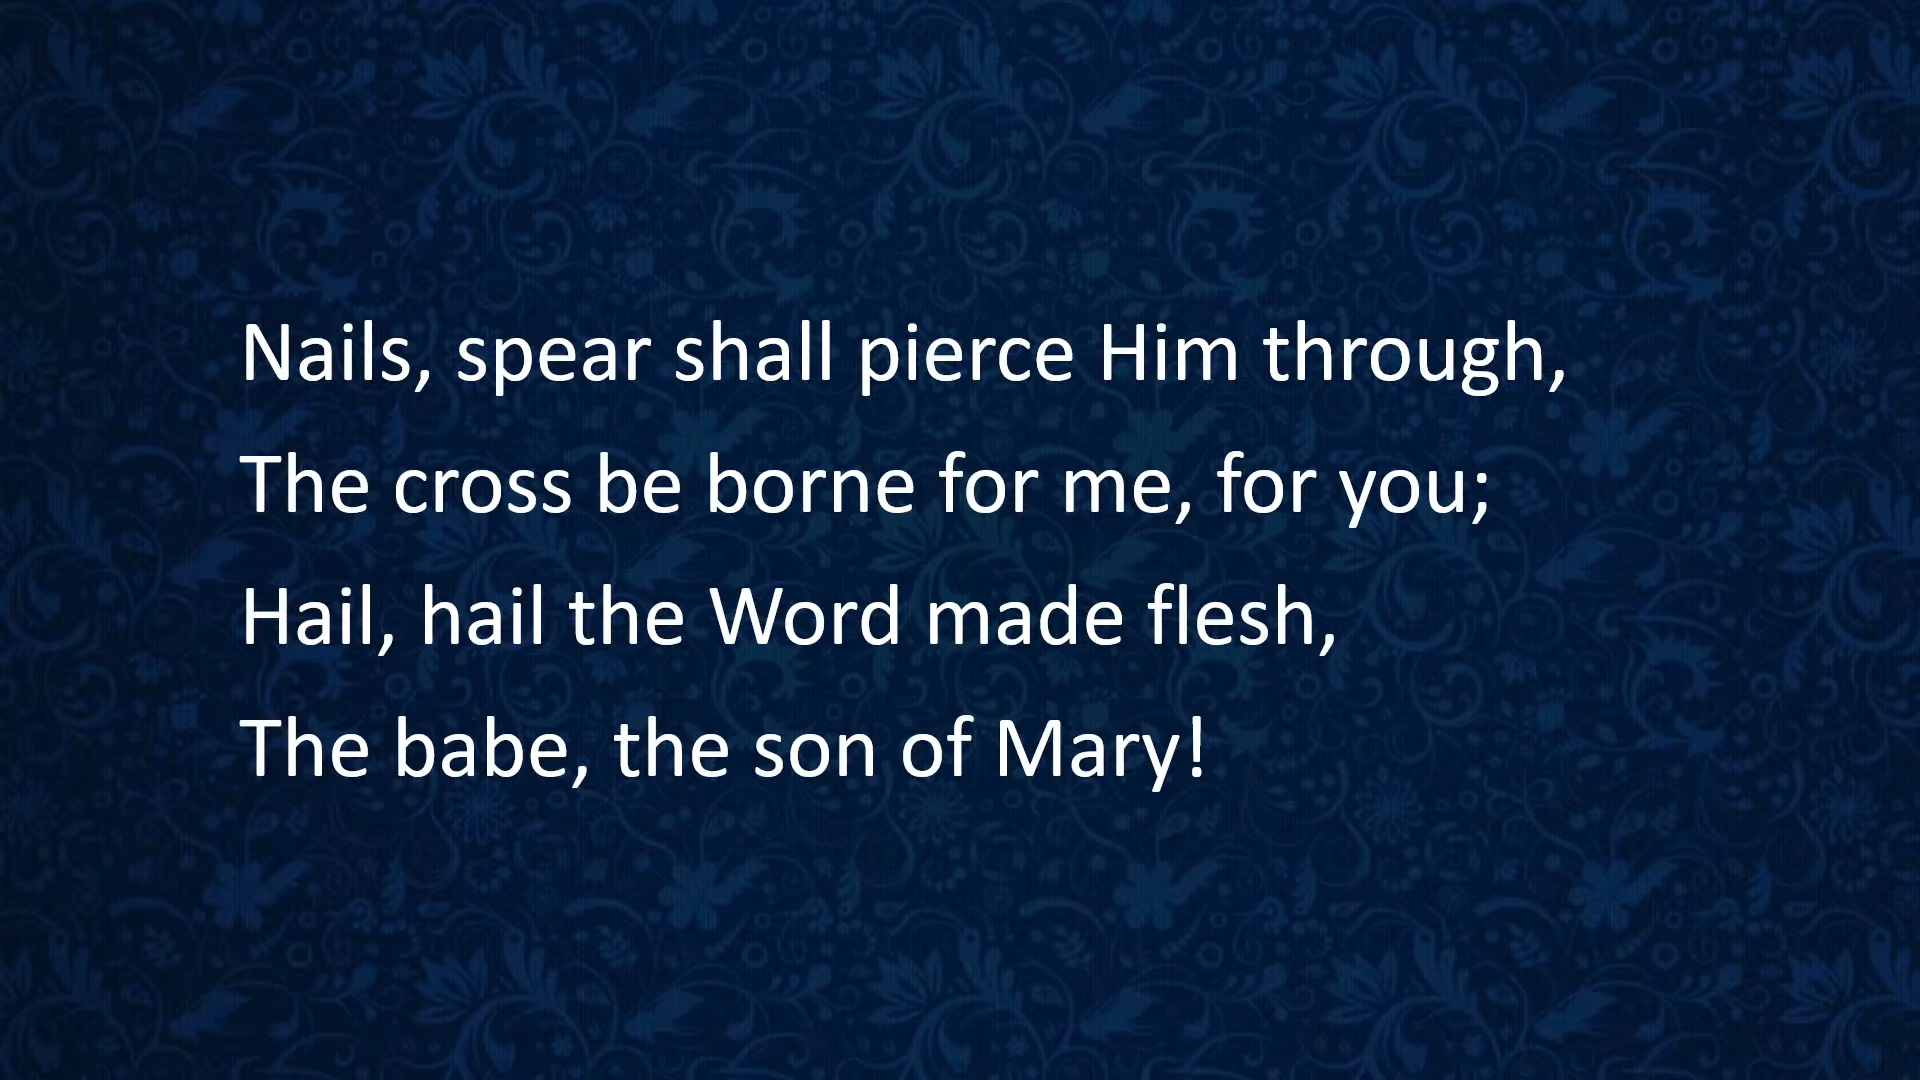 Nails, spear shall pierce Him through,
The cross be borne for me, for you;
Hail, hail the Word made flesh,
The babe, the son of Mary!